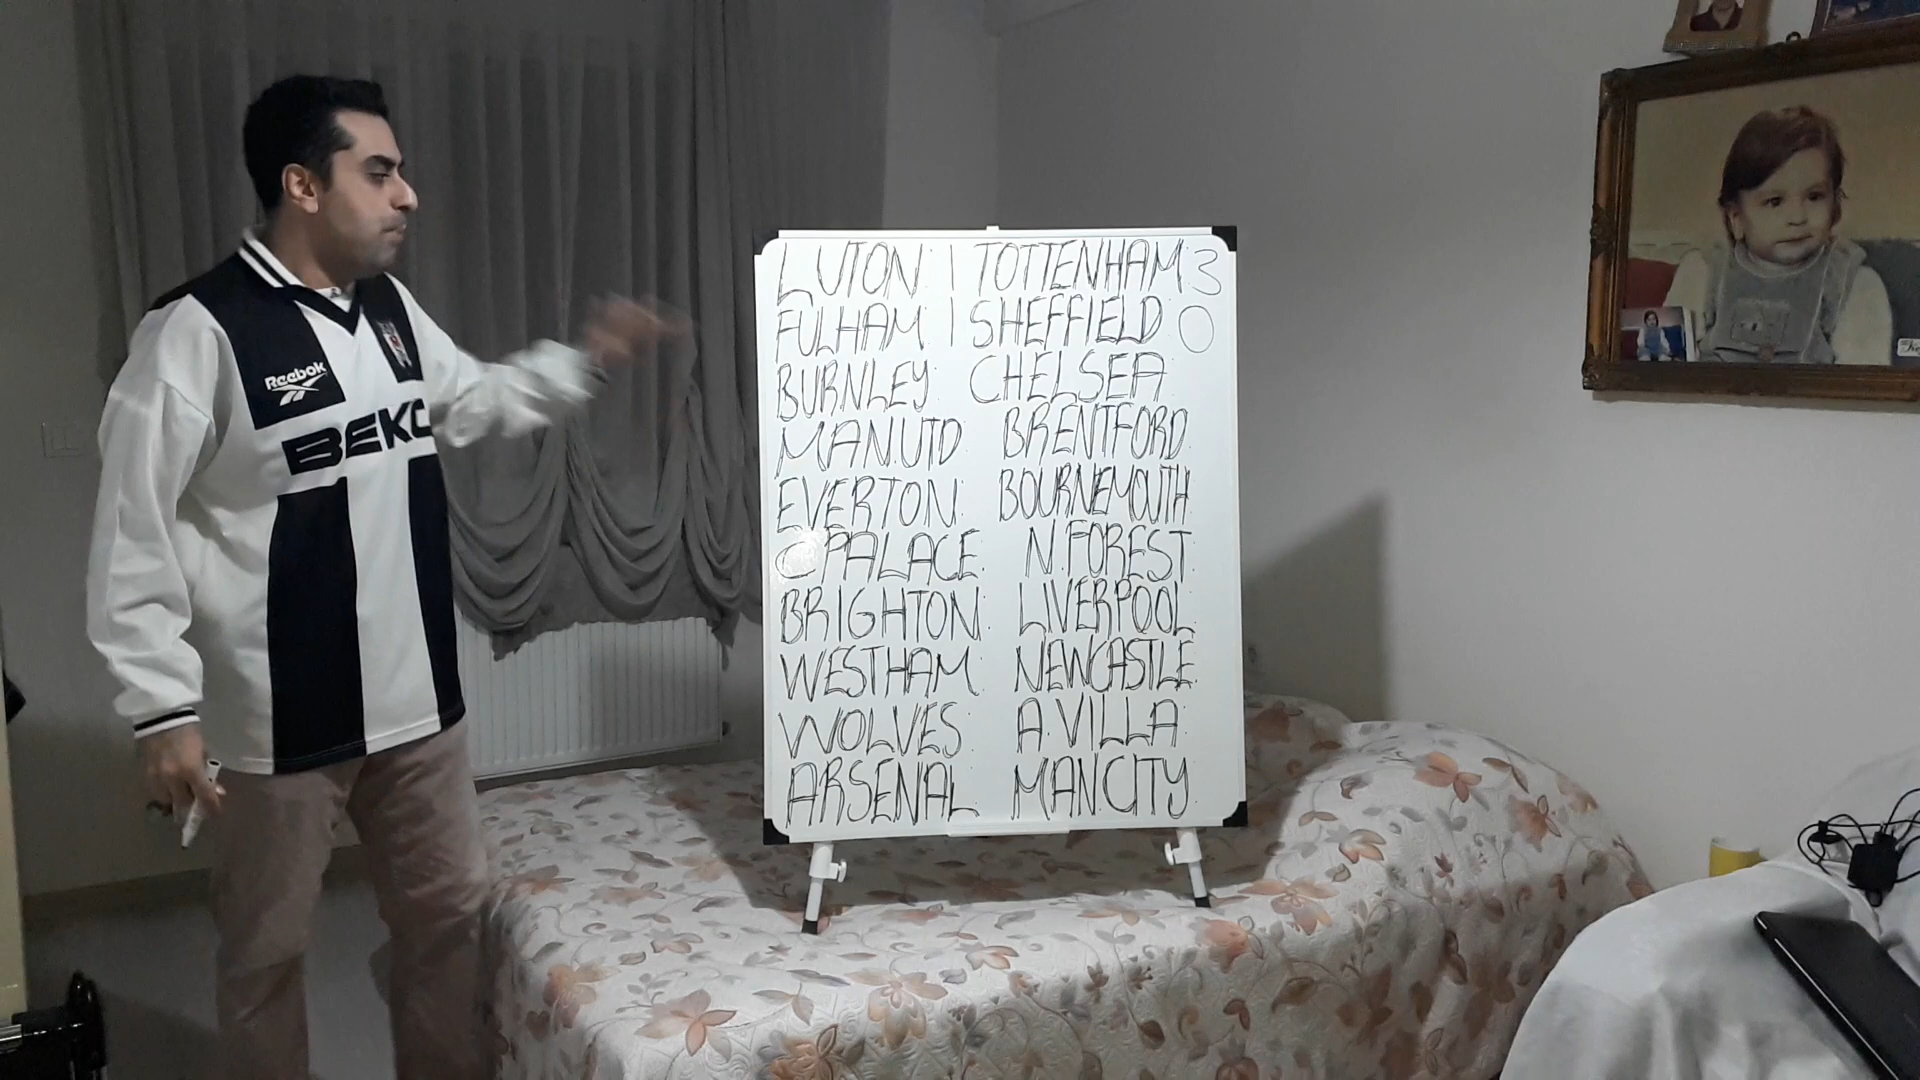 Reebok
BEKO
LUTON: 1 TOTTENHAM: 3
FULHAM: 1 SHEFFIELD: 0
BURNLEY: CHELSEA:
MAN.UTD: BRENTFORD:
EVERTON: BOURNEMOUTH:
C.PALACE: N.FOREST:
BRIGHTON: LIVERPOOL:
WESTHAM: NEWCASTLE:
WOLVES: A.VILLA:
ARSENAL: MAN.CITY: